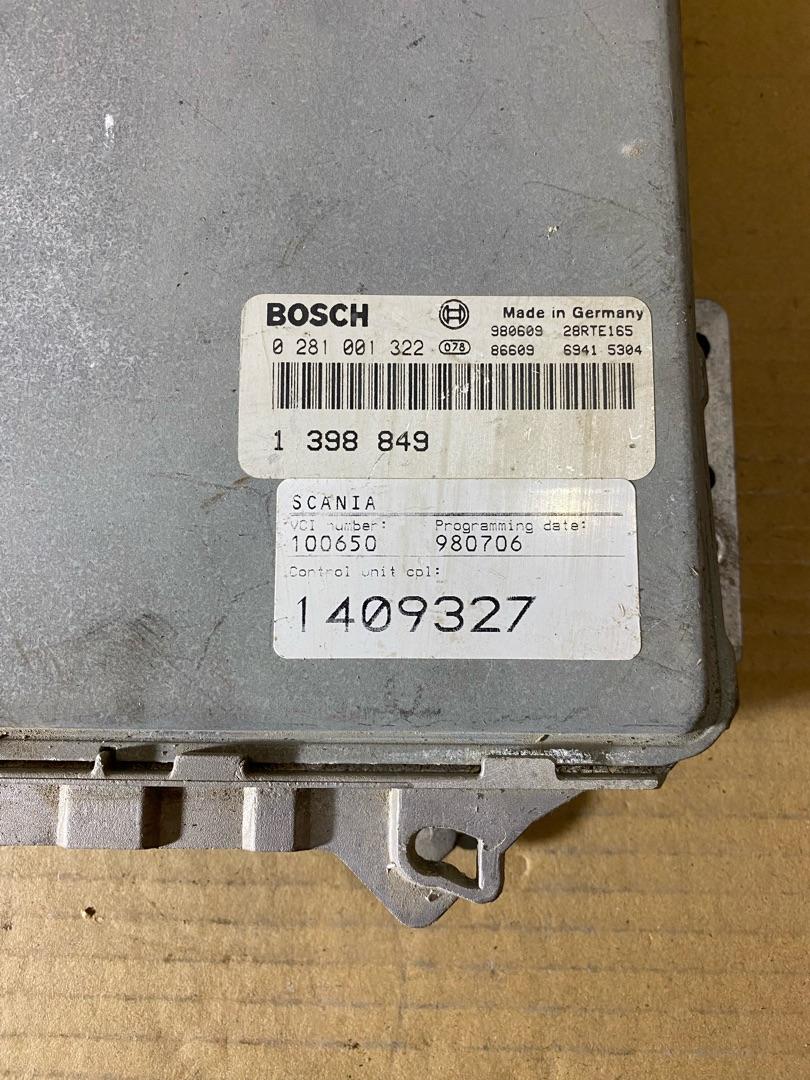 BOSCH Made in Germany
980609 28RTE165
0 281 001 322 078 86609 6941 5304
1 398 849
SCANIA
VCI number: Programming date:
100650 980706
Control unit cpl:
1409327